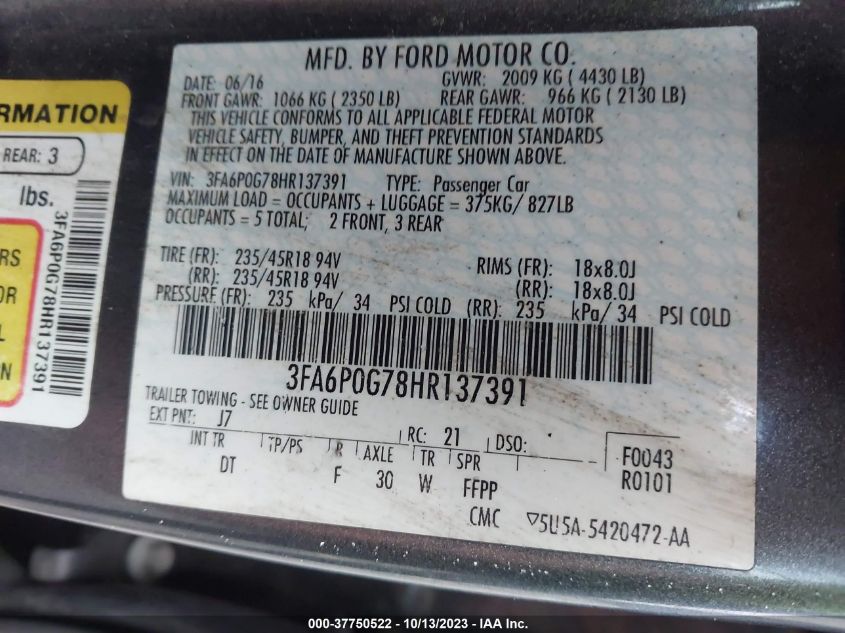 MFD. BY FORD MOTOR CO.
DATE: 06/16 GVWR: 2009 KG ( 4430 LB)
FRONT GAWR: 1066 KG ( 2350 LB) REAR GAWR: 966 KG ( 2130 LB)
THIS VEHICLE CONFORMS TO ALL APPLICABLE FEDERAL MOTOR
VEHICLE SAFETY, BUMPER, AND THEFT PREVENTION STANDARDS
IN EFFECT ON THE DATE OF MANUFACTURE SHOWN ABOVE.
VIN: 3FA6P0G78HR137391 TYPE: Passenger Car
MAXIMUM LOAD = OCCUPANTS + LUGGAGE = 375KG/ 827LB
OCCUPANTS = 5 TOTAL; 2 FRONT, 3 REAR
TIRE (FR): 235/45R18 94V RIMS (FR): 18x8.0J
(RR): 235/45R18 94V (RR): 18x8.0J
PRESSURE (FR): 235 kPa/ 34 PSI COLD (RR): 235 kPa/ 34 PSI COLD
3FA6P0G78HR137391
TRAILER TOWING - SEE OWNER GUIDE
EXT PNT: J7 RC: 21 DSO:
INT TR TP/PS R AXLE TR SPR F0043
DT F 30 W FFPP R0101
CMC ▽5U5A-5420472-AA
RMATION
REAR: 3
lbs.
3FA6P0G78HR137391
RS
OR
L
N
000-37750522 - 10/13/2023 - IAA Inc.